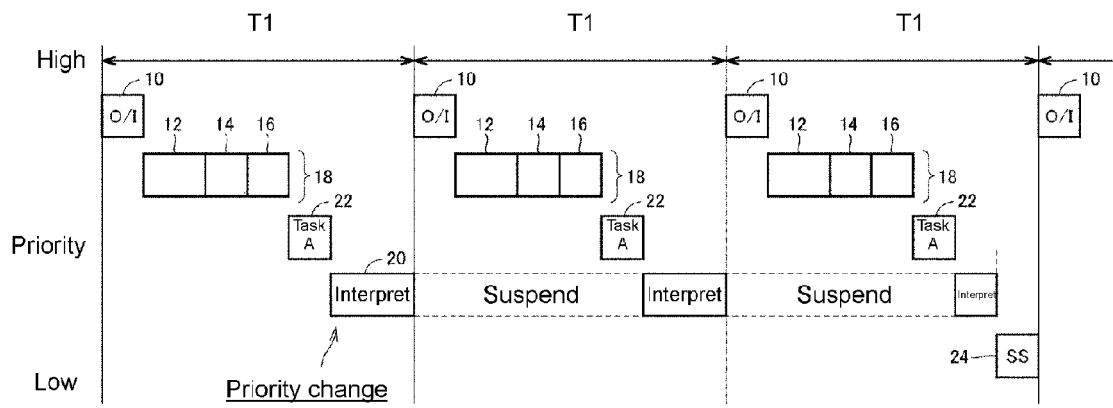 T1 T1 T1
High
10 10 10 10
O/I O/I O/I O/I
12 14 16 12 14 16 12 14 16
18 18 18
22 22 22
Task A Task A Task A
Priority
20
Interpret Suspend Interpret Suspend Interpret
24 SS
Low Priority change